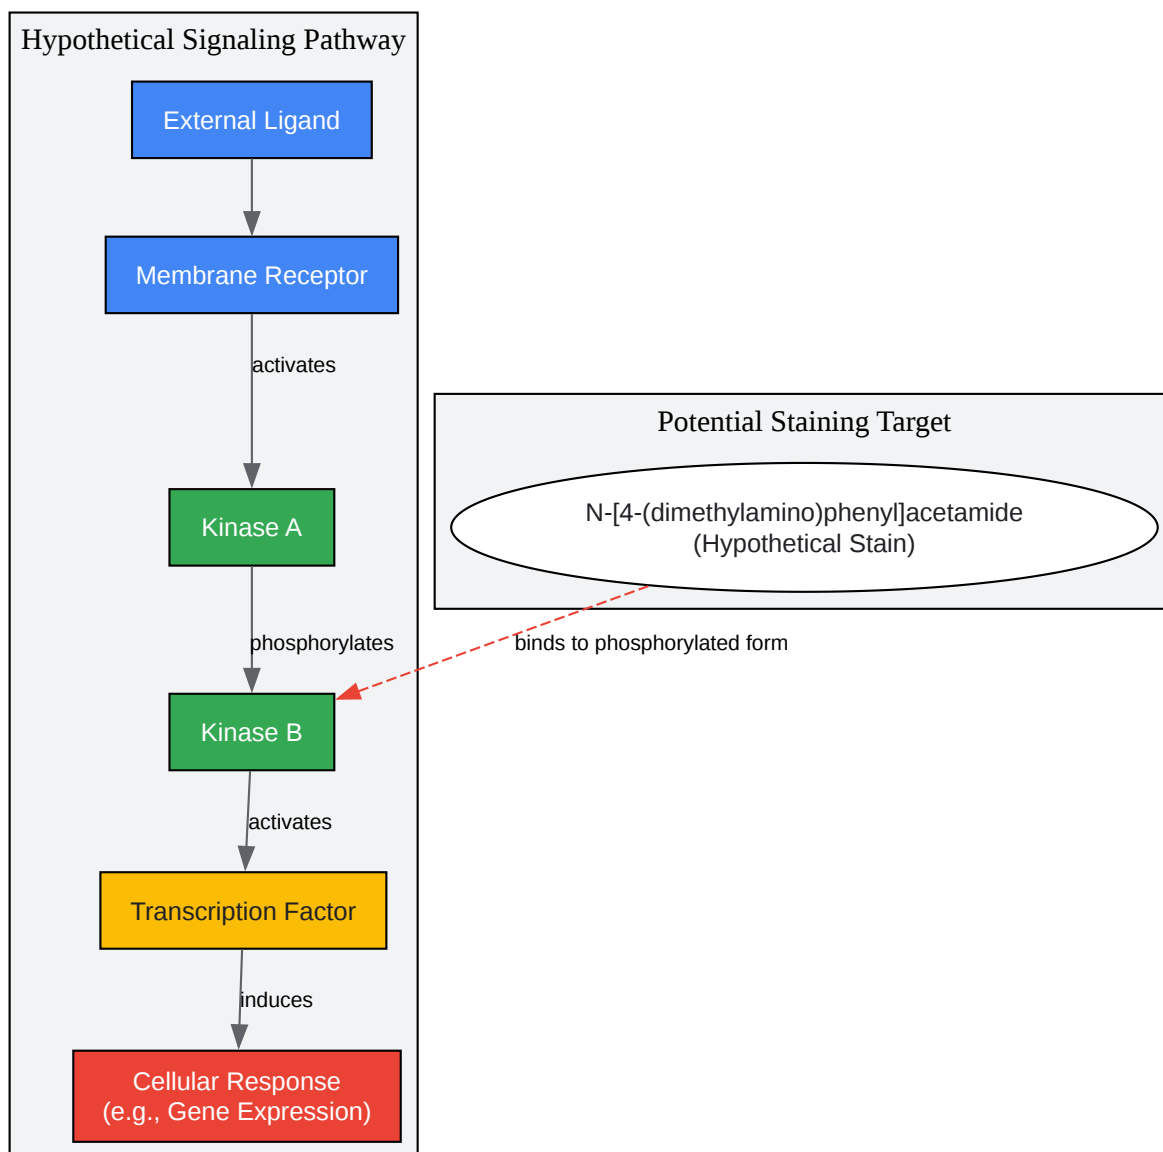 Hypothetical Signaling Pathway
External Ligand
Membrane Receptor
activates
Kinase A
phosphorylates
Kinase B
activates
Transcription Factor
induces
Cellular Response
(e.g., Gene Expression)
Potential Staining Target
N-[4-(dimethylamino)phenyl]acetamide
(Hypothetical Stain)
binds to phosphorylated form